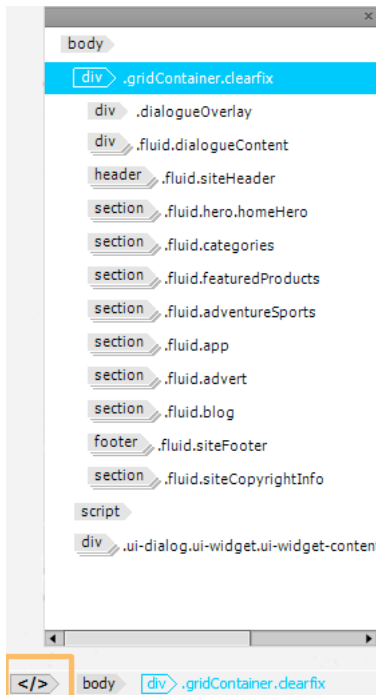 ×
body
div .gridContainer.clearfix
div .dialogueOverlay
div .fluid.dialogueContent
header .fluid.siteHeader
section .fluid.hero.homeHero
section .fluid.categories
section .fluid.featuredProducts
section .fluid.adventureSports
section .fluid.app
section .fluid.advert
section .fluid.blog
footer .fluid.siteFooter
section .fluid.siteCopyrightInfo
script
div .ui-dialog.ui-widget.ui-widget-content
</> body div .gridContainer.clearfix